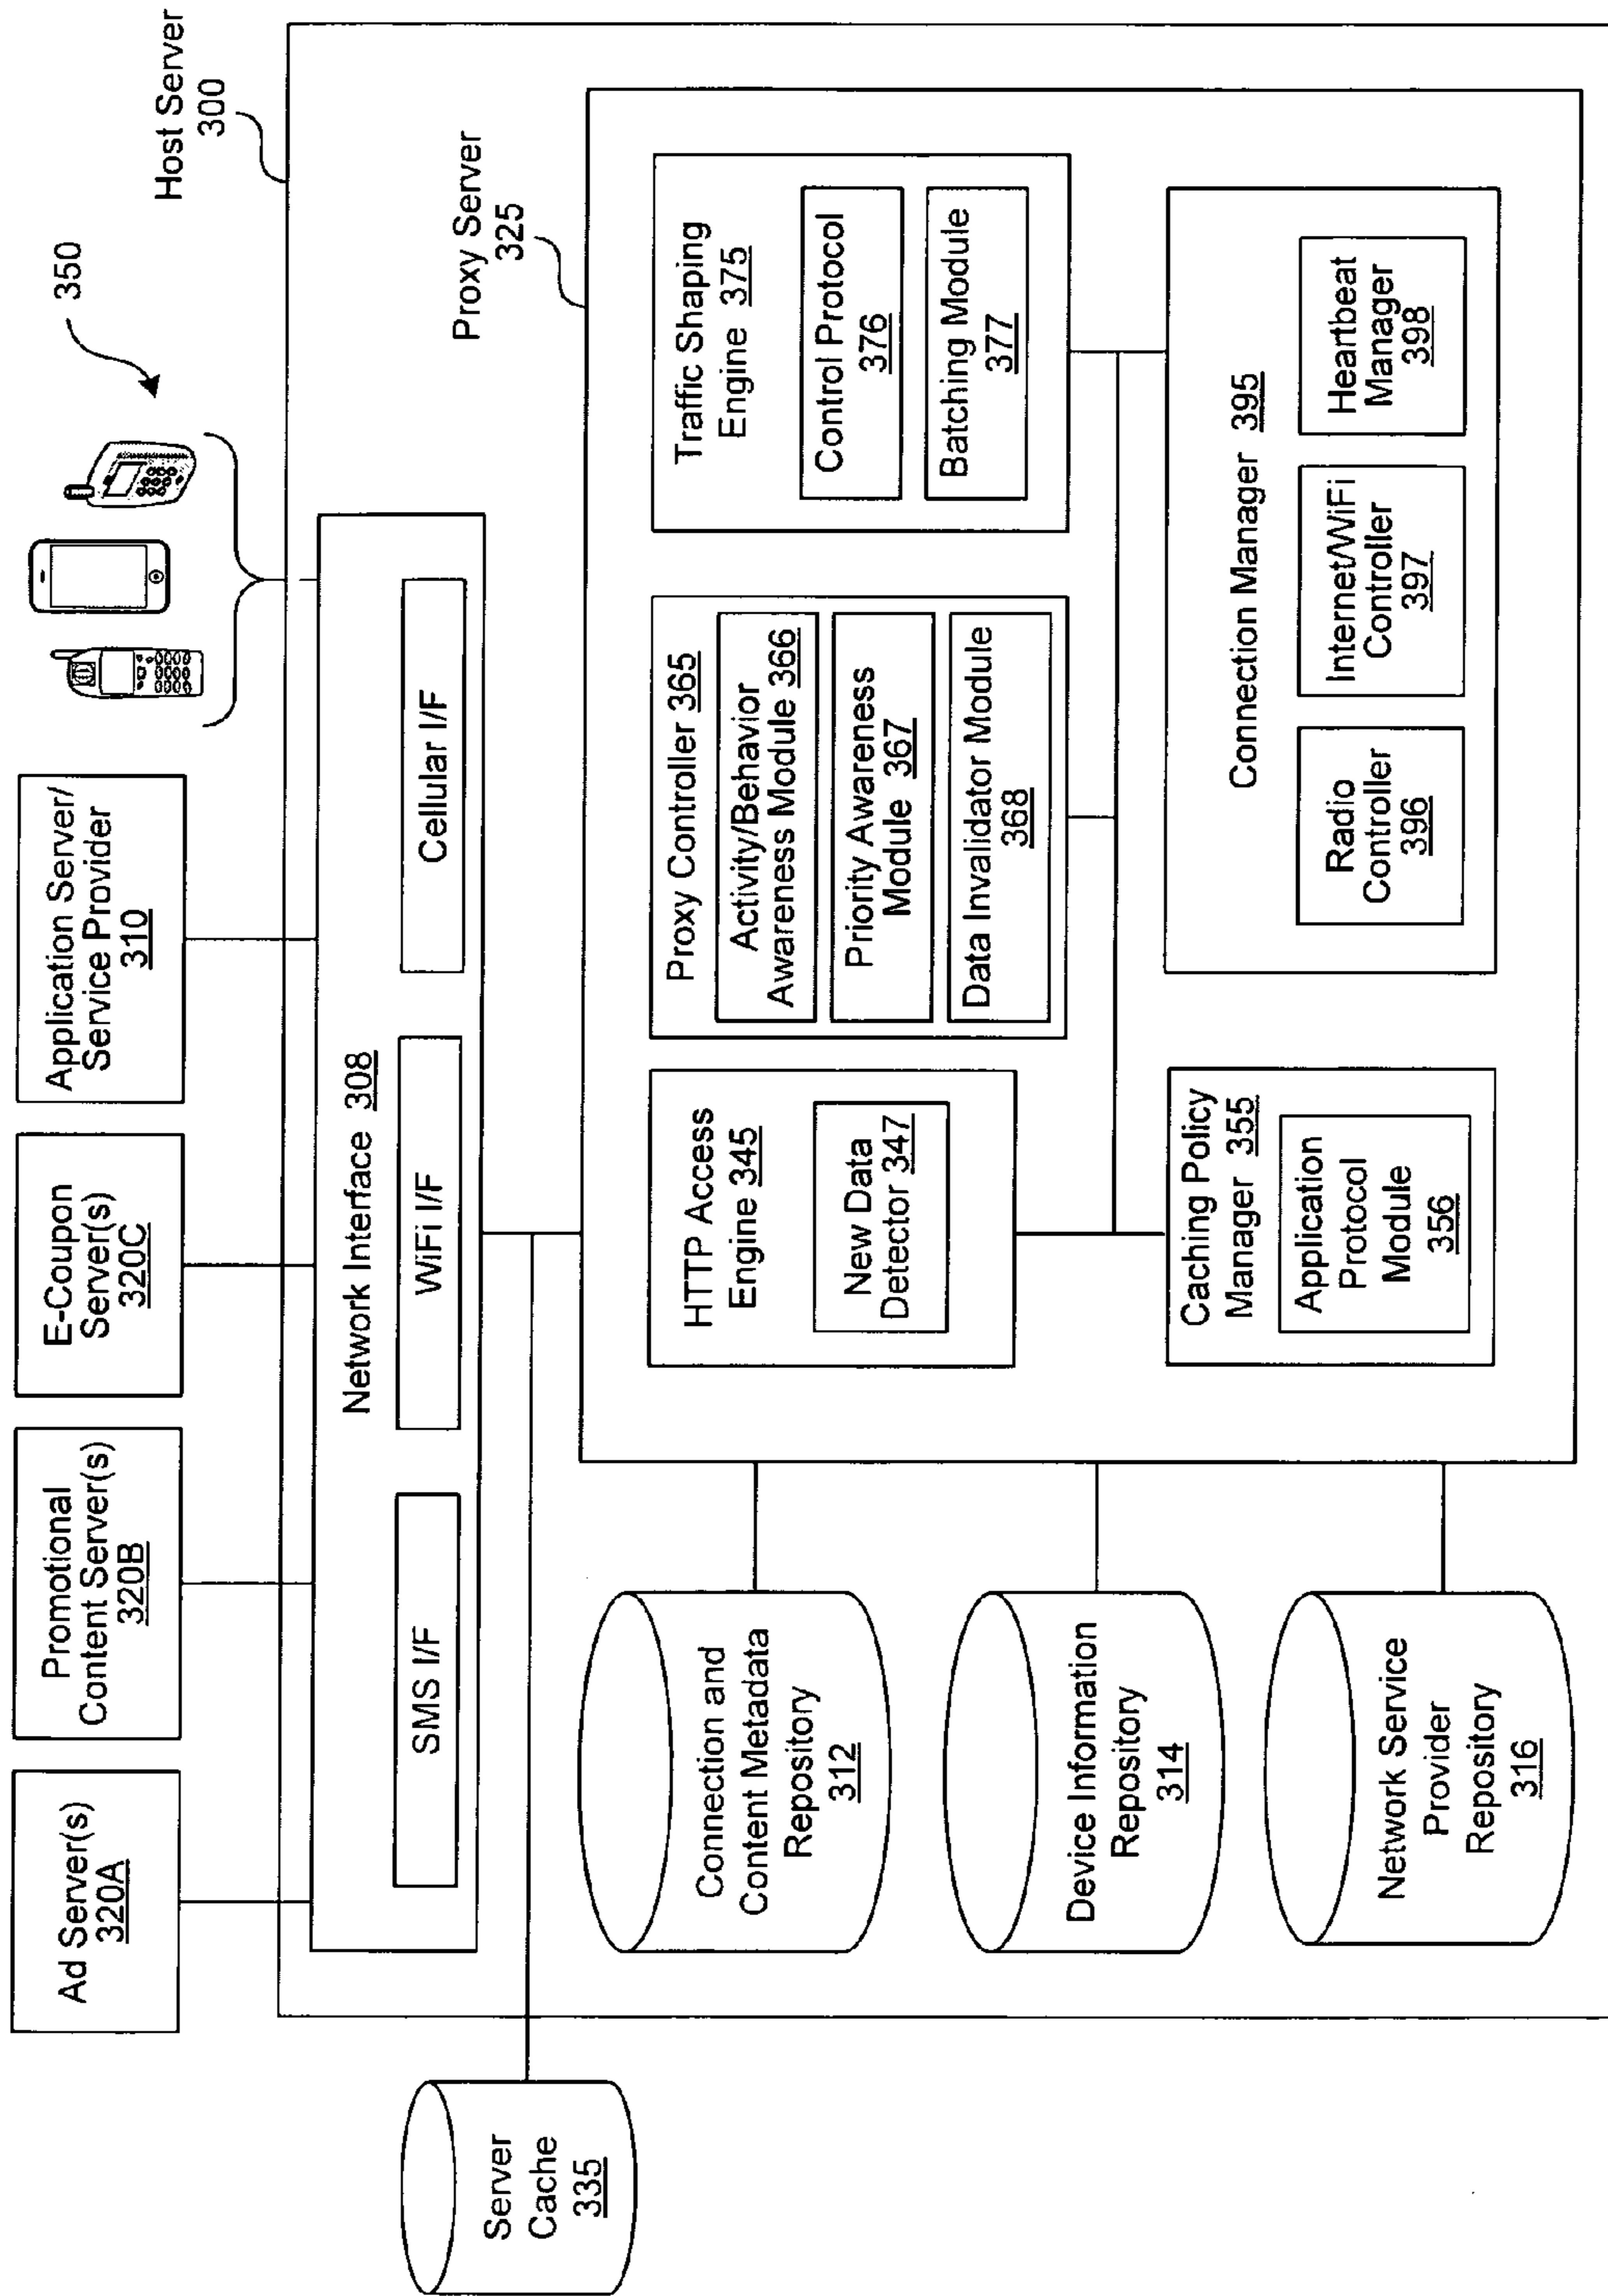 Ad Server(s)
320A
Promotional
Content Server(s)
320B
E-Coupon
Server(s)
320C
Application Server/
Service Provider
310
350
Host Server
300
Network Interface 308
SMS I/F
WiFi I/F
Cellular I/F
Server
Cache
335
Proxy Server
325
Connection and
Content Metadata
Repository
312
Device Information
Repository
314
Network Service
Provider
Repository
316
HTTP Access
Engine 345
New Data
Detector 347
Proxy Controller 365
Activity/Behavior
Awareness Module 366
Priority Awareness
Module 367
Data Invalidator Module
368
Traffic Shaping
Engine 375
Control Protocol
376
Batching Module
377
Caching Policy
Manager 355
Application
Protocol
Module
356
Connection Manager 395
Radio
Controller
396
Internet/WiFi
Controller
397
Heartbeat
Manager
398